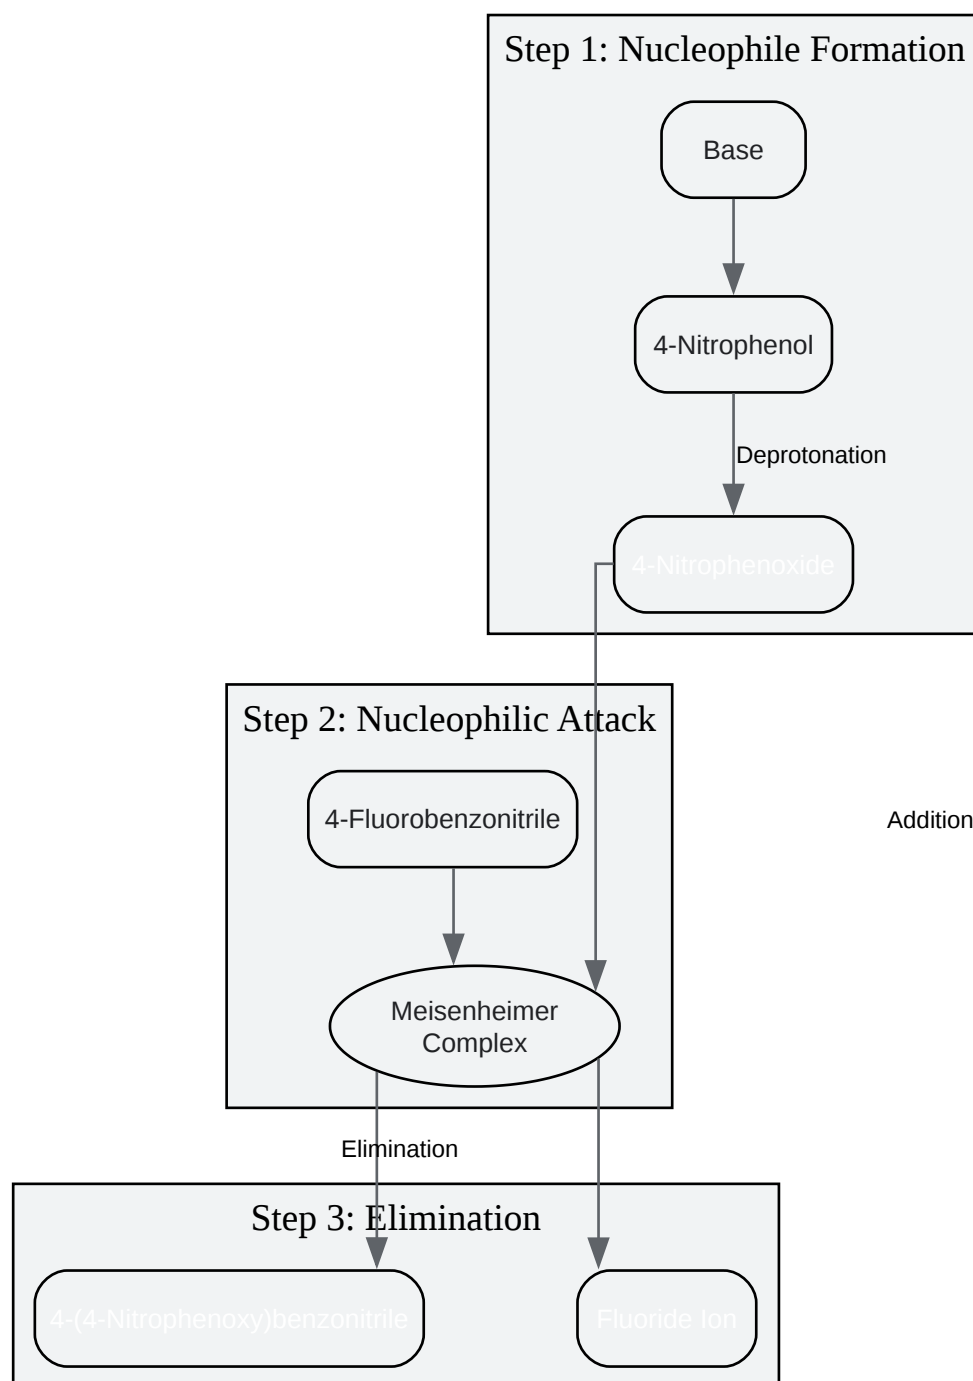 Step 1: Nucleophile Formation
Base
4-Nitrophenol
Deprotonation
4-Nitrophenoxide
Step 2: Nucleophilic Attack
4-Fluorobenzonitrile
Addition
Meisenheimer
Complex
Elimination
Step 3: Elimination
4-(4-Nitrophenoxy)benzonitrile
Fluoride Ion